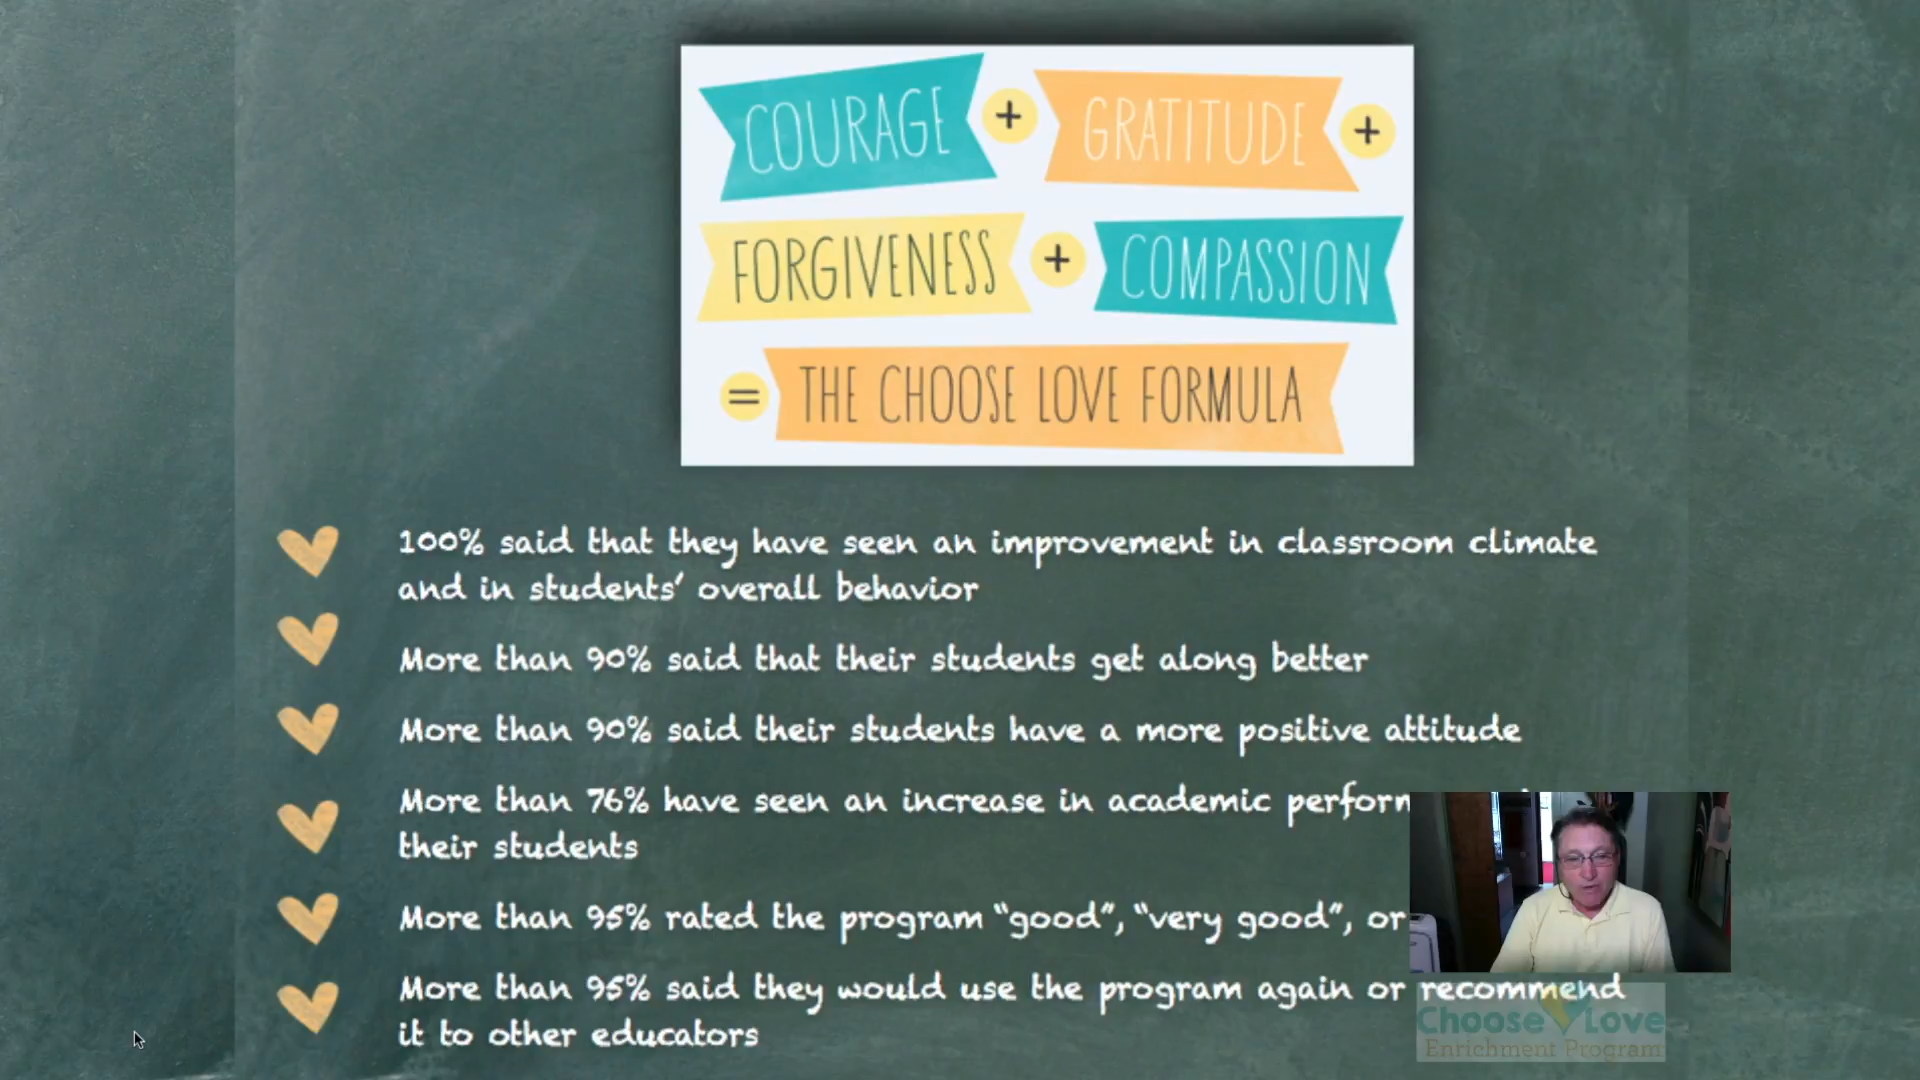 COURAGE + GRATITUDE +
FORGIVENESS + COMPASSION
= THE CHOOSE LOVE FORMULA
100% said that they have seen an improvement in classroom climate
and in students' overall behavior
More than 90% said that their students get along better
More than 90% said their students have a more positive attitude
More than 76% have seen an increase in academic
their students
More than 95% rated the program "good", "very good", or
More than 95% said they would use the program again or recommend
it to other educators
Choose Love
Enrichment Program